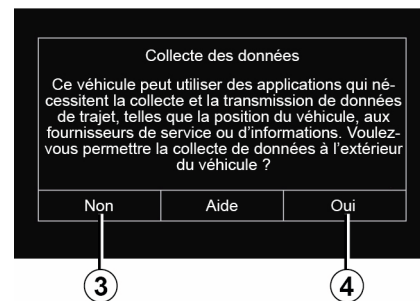 Collecte des données
Ce véhicule peut utiliser des applications qui né-
cessitent la collecte et la transmission de données
de trajet, telles que la position du véhicule, aux
fournisseurs de service ou d'informations. Voulez-
vous permettre la collecte de données à l'extérieur
du véhicule ?
Non Aide Oui
3 4